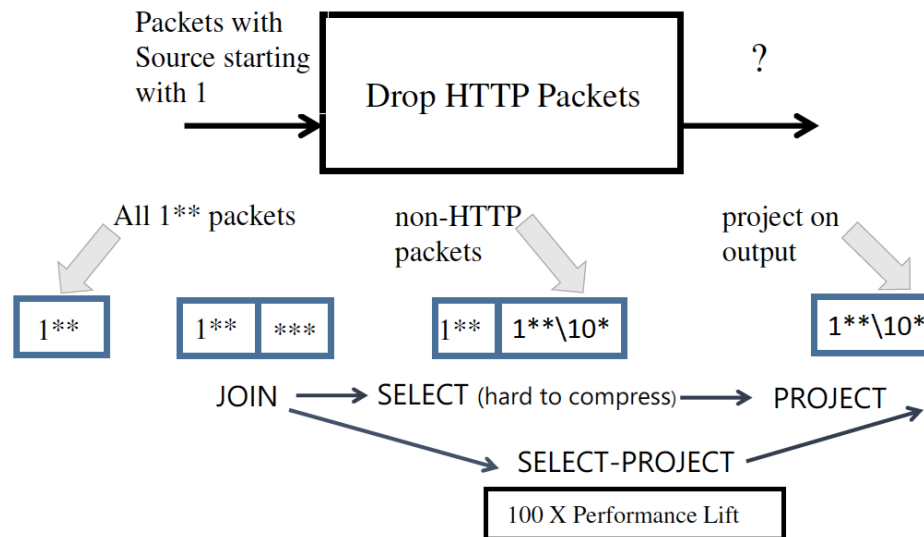 Packets with
Source starting
with 1
Drop HTTP Packets
?
All 1** packets
non-HTTP
packets
project on
output
1**
1** ***
1** 1**\10*
1**\10*
JOIN SELECT (hard to compress) PROJECT
SELECT-PROJECT
100 X Performance Lift